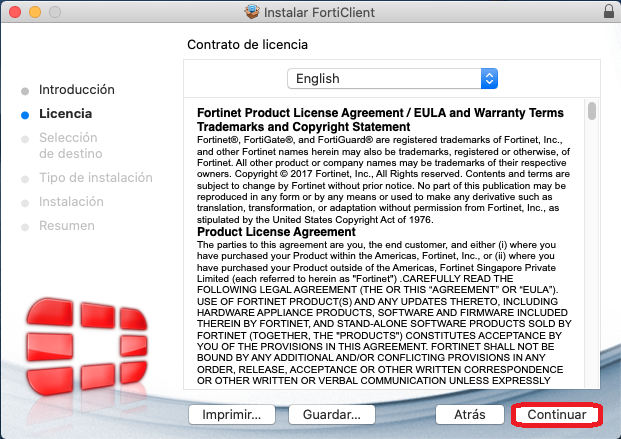 Instalar FortiClient
Contrato de licencia
Introducción
Licencia
Selección
de destino
Tipo de instalación
Instalación
Resumen
English
Fortinet Product License Agreement / EULA and Warranty Terms
Trademarks and Copyright Statement
Fortinet®, FortiGate®, and FortiGuard® are registered trademarks of Fortinet, Inc.,
and other Fortinet names herein may also be trademarks, registered or otherwise, of
Fortinet. All other product or company names may be trademarks of their respective
owners. Copyright © 2017 Fortinet, Inc., All Rights reserved. Contents and terms are
subject to change by Fortinet without prior notice. No part of this publication may be
reproduced in any form or by any means or used to make any derivative such as
translation, transformation, or adaptation without permission from Fortinet, Inc., as
stipulated by the United States Copyright Act of 1976.
Product License Agreement
The parties to this agreement are you, the end customer, and either (i) where you
have purchased your Product within the Americas, Fortinet, Inc., or (ii) where you
have purchased your Product outside of the Americas, Fortinet Singapore Private
Limited (each referred to herein as "Fortinet") .CAREFULLY READ THE
FOLLOWING LEGAL AGREEMENT (THE OR THIS “AGREEMENT” OR “EULA”).
USE OF FORTINET PRODUCT(S) AND ANY UPDATES THERETO, INCLUDING
HARDWARE APPLIANCE PRODUCTS, SOFTWARE AND FIRMWARE INCLUDED
THEREIN BY FORTINET, AND STAND-ALONE SOFTWARE PRODUCTS SOLD BY
FORTINET (TOGETHER, THE "PRODUCTS") CONSTITUTES ACCEPTANCE BY
YOU OF THE PROVISIONS IN THIS AGREEMENT. FORTINET SHALL NOT BE
BOUND BY ANY ADDITIONAL AND/OR CONFLICTING PROVISIONS IN ANY
ORDER, RELEASE, ACCEPTANCE OR OTHER WRITTEN CORRESPONDENCE
OR OTHER WRITTEN OR VERBAL COMMUNICATION UNLESS EXPRESSLY
Imprimir...
Guardar...
Atrás
Continuar